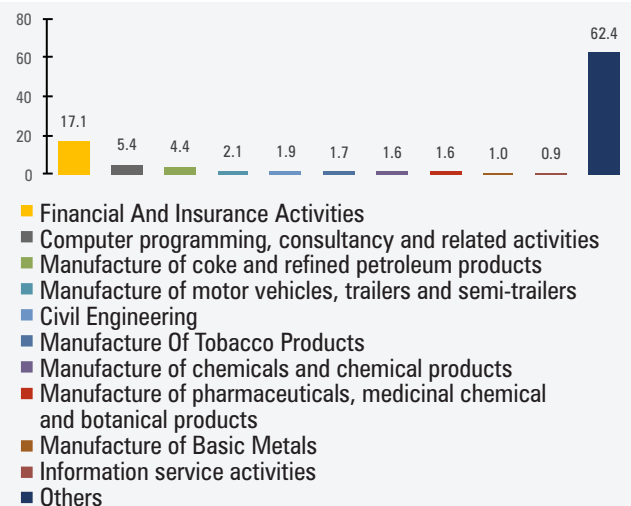 80
60
40
20
0
17.1
5.4
4.4
2.1
1.9
1.7
1.6
1.6
1.0
0.9
62.4
Financial And Insurance Activities
Computer programming, consultancy and related activities
Manufacture of coke and refined petroleum products
Manufacture of motor vehicles, trailers and semi-trailers
Civil Engineering
Manufacture Of Tobacco Products
Manufacture of chemicals and chemical products
Manufacture of pharmaceuticals, medicinal chemical
and botanical products
Manufacture of Basic Metals
Information service activities
Others